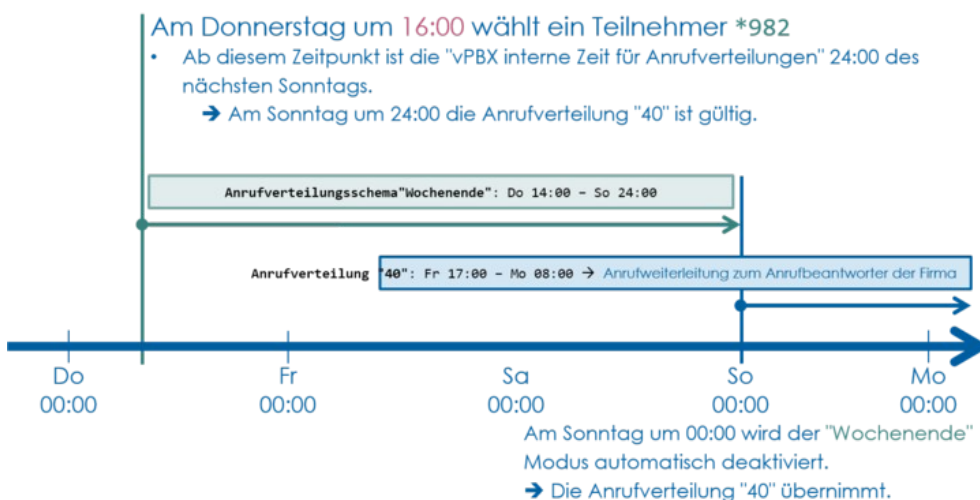 Am Donnerstag um 16:00 wählt ein Teilnehmer *982
• Ab diesem Zeitpunkt ist die "vPBX interne Zeit für Anrufverteilungen" 24:00 des
nächsten Sonntags.
➔ Am Sonntag um 24:00 die Anrufverteilung "40" ist gültig.
Anrufverteilungsschema"Wochenende": Do 14:00 – So 24:00
Anrufverteilung "40": Fr 17:00 – Mo 08:00 → Anrufweiterleitung zum Anrufbeantworter der Firma
Do Fr Sa So Mo
00:00 00:00 00:00 00:00 00:00
Am Sonntag um 00:00 wird der "Wochenende"
Modus automatisch deaktiviert.
➔ Die Anrufverteilung "40" übernimmt.